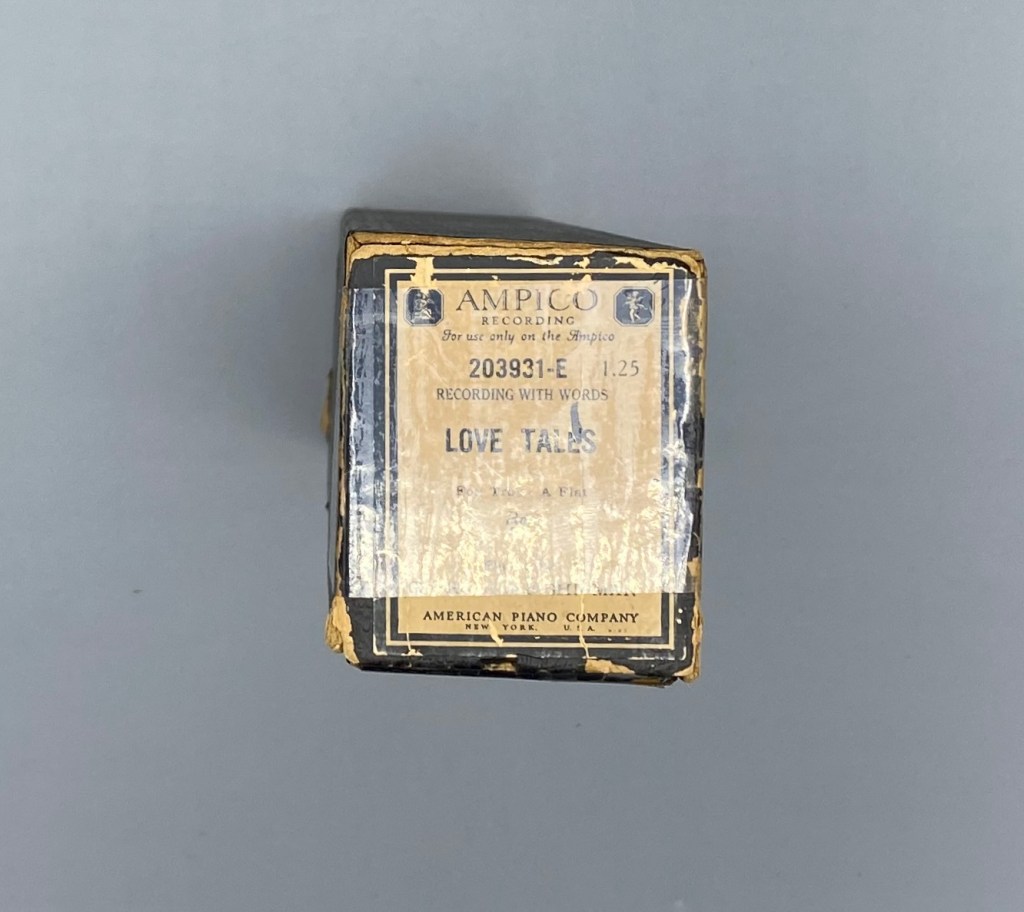 AMPICO
RECORDING
For use only on the Ampico
203931-E 1.25
RECORDING WITH WORDS
LOVE TALES
A Flat
AMERICAN PIANO COMPANY
NEW YORK. U.S.A.